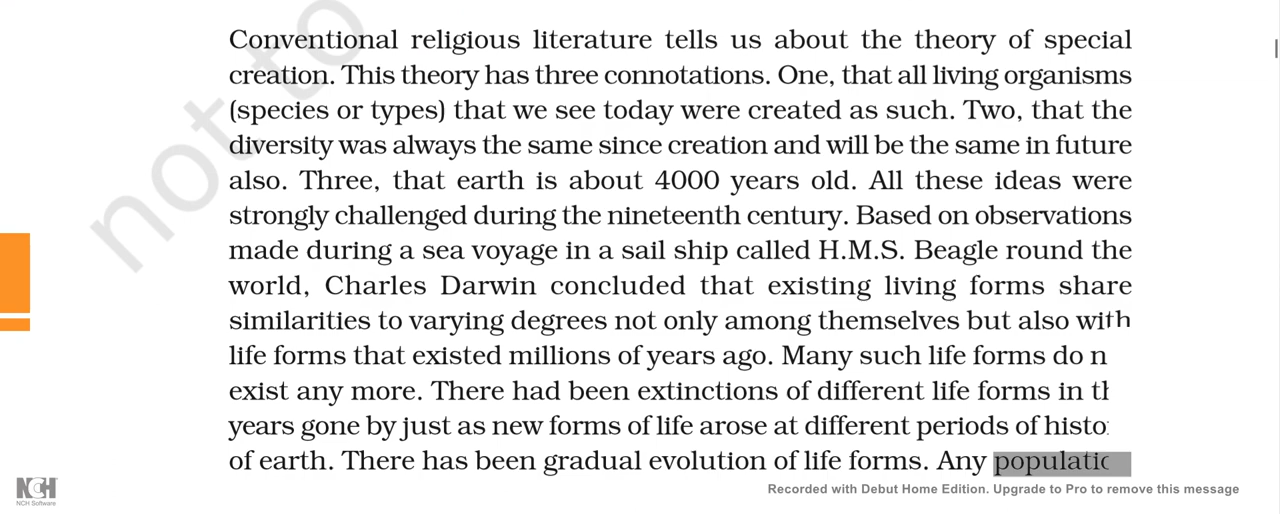 Conventional religious literature tells us about the theory of special
creation. This theory has three connotations. One, that all living organisms
(species or types) that we see today were created as such. Two, that the
diversity was always the same since creation and will be the same in future
also. Three, that earth is about 4000 years old. All these ideas were
strongly challenged during the nineteenth century. Based on observations
made during a sea voyage in a sail ship called H.M.S. Beagle round the
world, Charles Darwin concluded that existing living forms share
similarities to varying degrees not only among themselves but also with
life forms that existed millions of years ago. Many such life forms do
exist any more. There had been extinctions of different life forms in
years gone by just as new forms of life arose at different periods of
of earth. There has been gradual evolution of life forms. Any
not to
NCH
NCH Software
Recorded with Debut Home Edition. Upgrade to Pro to remove this message